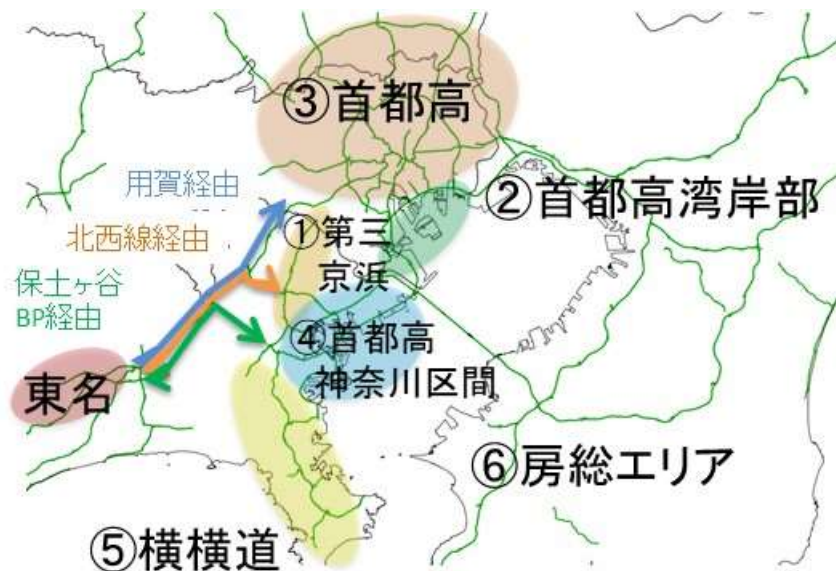 ③首都高
用賀経由
②首都高湾岸部
北西線経由
①第三
京浜
保土ヶ谷
BP経由
④首都高
神奈川区間
東名
⑥房総エリア
⑤横横道